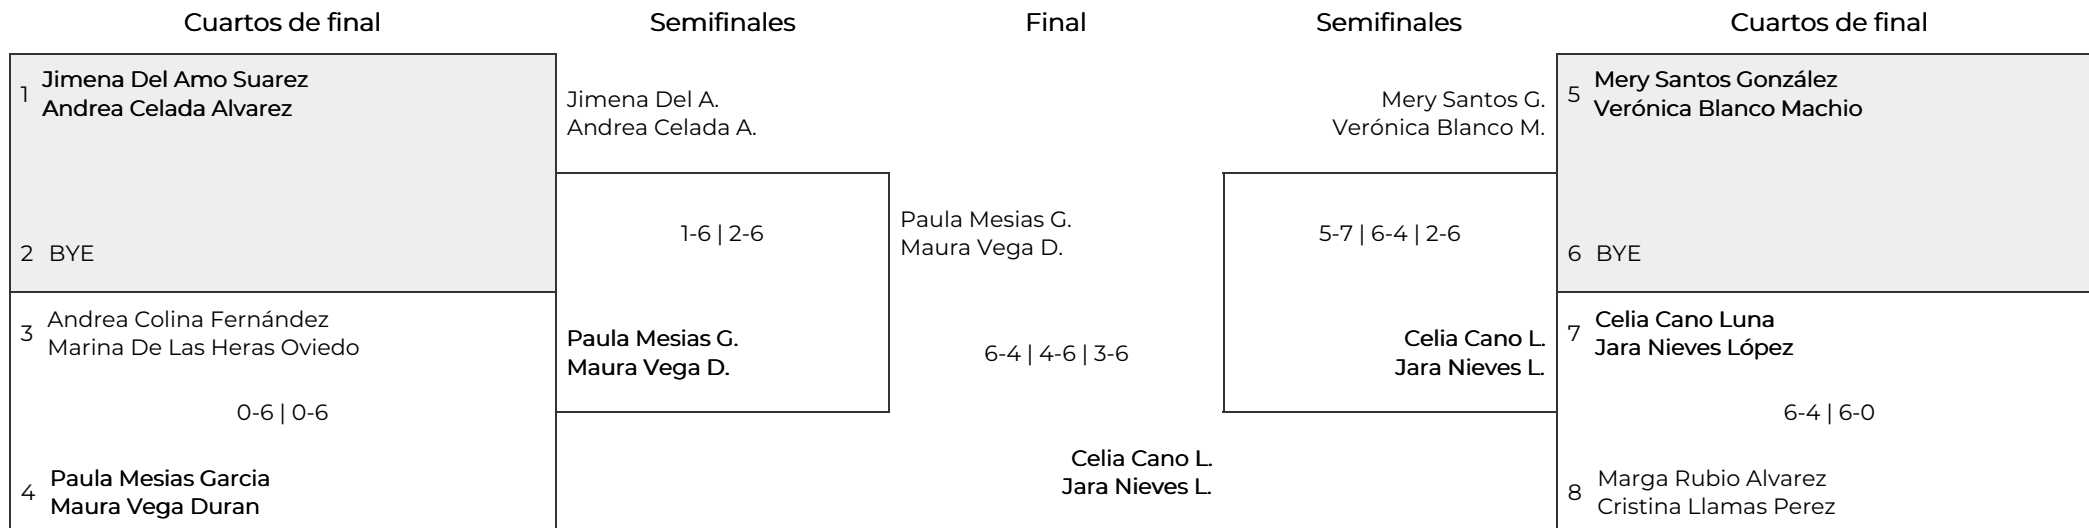 Cuartos de final
Semifinales
Final
Semifinales
Cuartos de final
1
Jimena Del Amo Suarez
Andrea Celada Alvarez
2 BYE
3
Andrea Colina Fernández
Marina De Las Heras Oviedo
0-6 | 0-6
4
Paula Mesias Garcia
Maura Vega Duran
Jimena Del A.
Andrea Celada A.
1-6 | 2-6
Paula Mesias G.
Maura Vega D.
Paula Mesias G.
Maura Vega D.
6-4 | 4-6 | 3-6
Celia Cano L.
Jara Nieves L.
Mery Santos G.
Verónica Blanco M.
5-7 | 6-4 | 2-6
Celia Cano L.
Jara Nieves L.
5
Mery Santos González
Verónica Blanco Machio
6 BYE
7
Celia Cano Luna
Jara Nieves López
6-4 | 6-0
8
Marga Rubio Alvarez
Cristina Llamas Perez